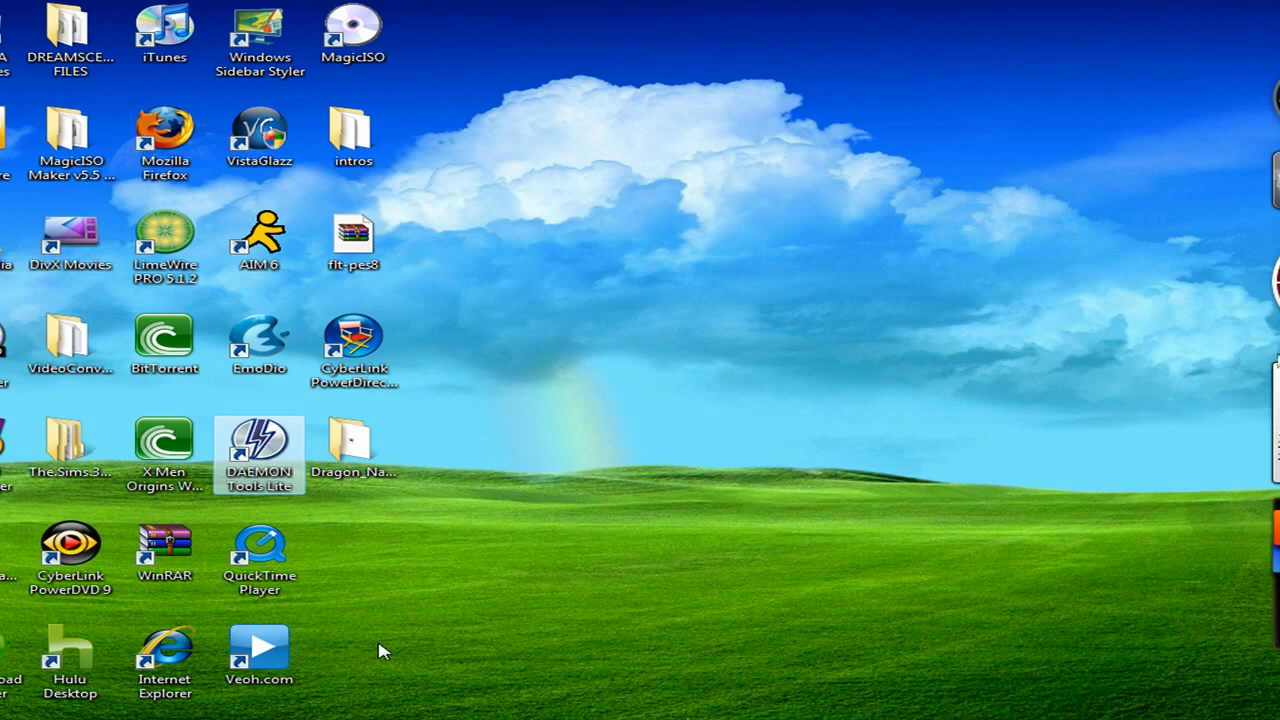 DREAMSCE...
FILES
iTunes
Windows
Sidebar Styler
MagicISO
MagicISO
Maker v5.5 ...
Mozilla
Firefox
VistaGlazz
intros
DivX Movies
LimeWire
PRO 5.1.2
AIM 6
flt-pes8
VideoConv...
BitTorrent
EmoDio
CyberLink
PowerDirec...
The.Sims.3...
X Men
Origins W...
DAEMON
Tools Lite
Dragon_Na...
CyberLink
PowerDVD 9
WinRAR
QuickTime
Player
Hulu
Desktop
Internet
Explorer
Veoh.com